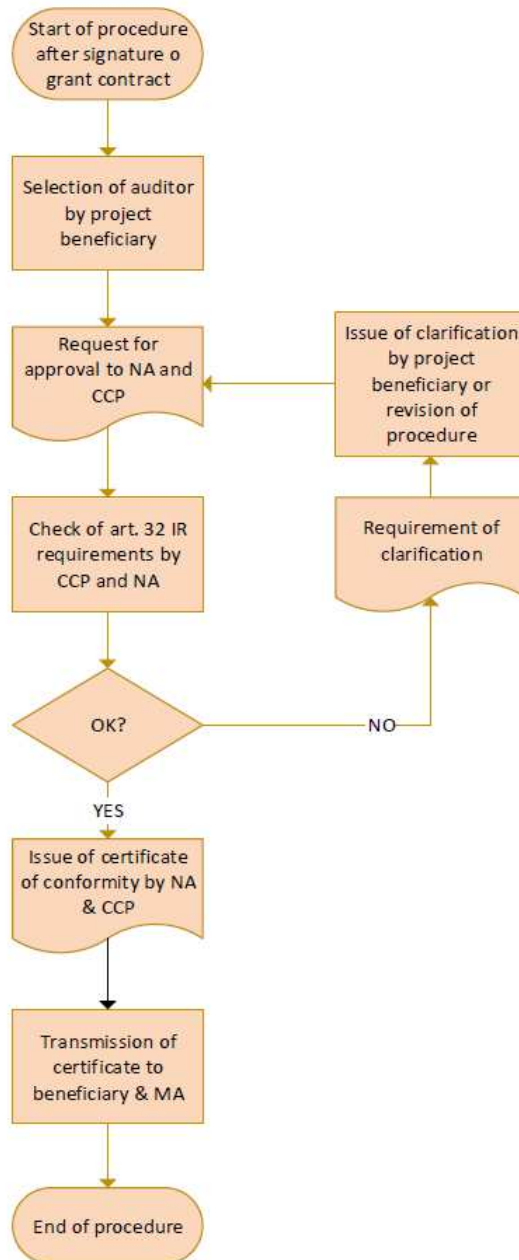 Start of procedure
after signature o
grant contract
Selection of auditor
by project
beneficiary
Request for
approval to NA and
CCP
Issue of clarification
by project
beneficiary or
revision of
procedure
Check of art. 32 IR
requirements by
CCP and NA
Requirement of
clarification
OK?
NO
YES
Issue of certificate
of conformity by NA
& CCP
Transmission of
certificate to
beneficiary & MA
End of procedure